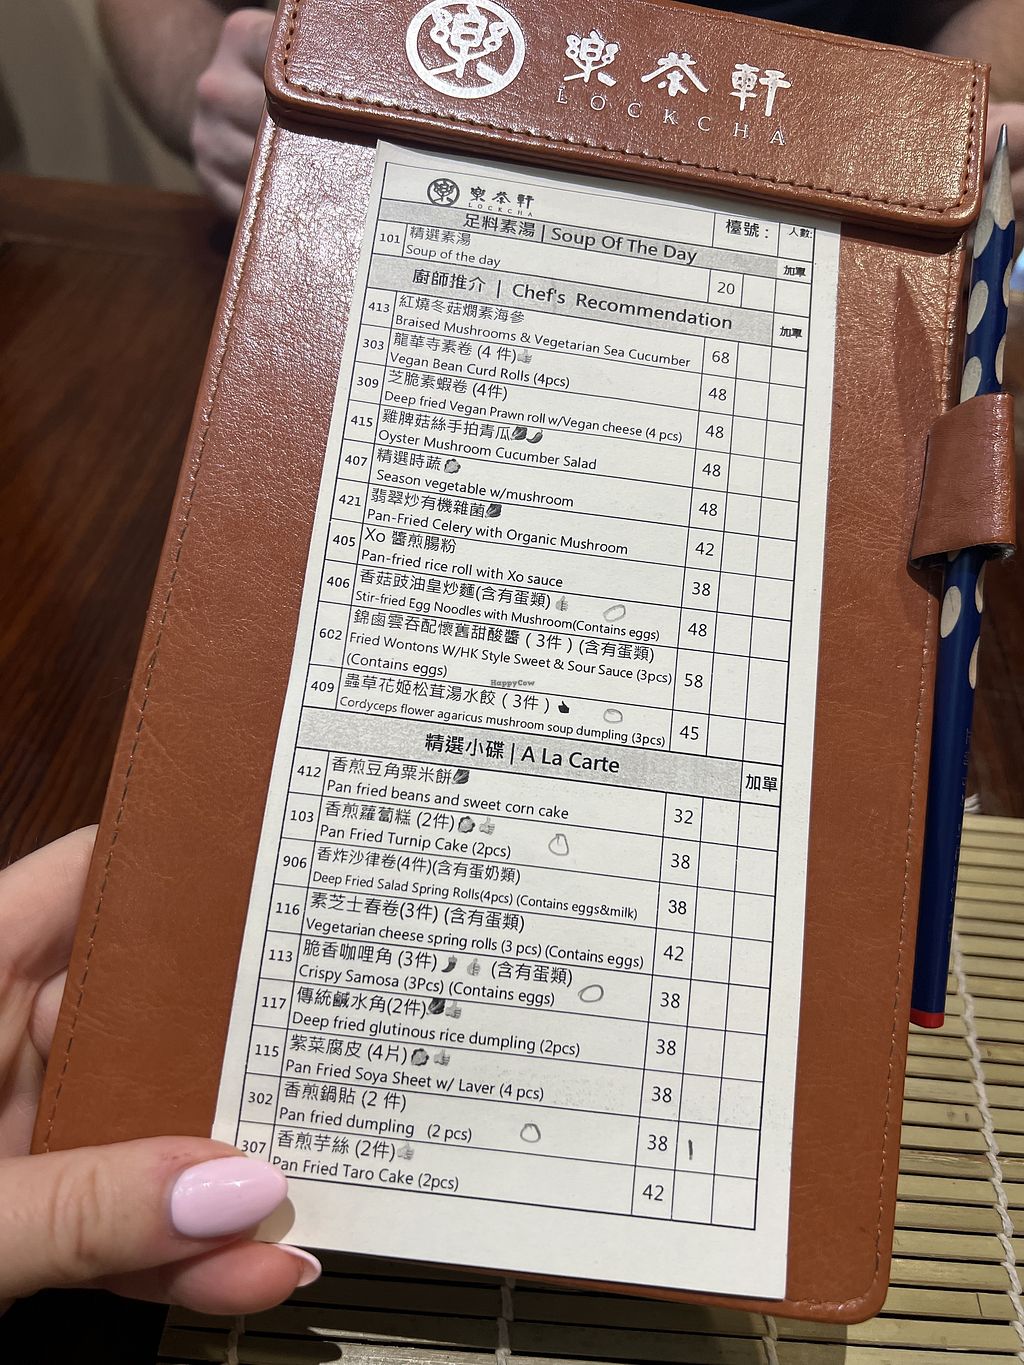 樂茶軒
LOCKCHA
樂茶軒
LOCKCHA
檯號：
人數:
足料素湯 | Soup Of The Day
加單
101
精選素湯
Soup of the day
20
廚師推介 | Chef's Recommendation
加單
413
紅燒冬菇燜素海參
Braised Mushrooms & Vegetarian Sea Cucumber
68
303
龍華寺素卷 (4 件)
Vegan Bean Curd Rolls (4pcs)
48
309
芝脆素蝦卷 (4件)
Deep fried Vegan Prawn roll w/Vegan cheese (4 pcs)
48
415
雞脾菇絲手拍青瓜
Oyster Mushroom Cucumber Salad
48
407
精選時蔬
Season vegetable w/mushroom
48
421
翡翠炒有機雜菌
Pan-Fried Celery with Organic Mushroom
42
405
Xo 醬煎腸粉
Pan-fried rice roll with Xo sauce
38
406
香菇豉油皇炒麵(含有蛋類)
Stir-fried Egg Noodles with Mushroom(Contains eggs)
48
602
錦鹵雲吞配懷舊甜酸醬（3件）(含有蛋類)
Fried Wontons W/HK Style Sweet & Sour Sauce (3pcs)
(Contains eggs)
58
409
蟲草花姬松茸湯水餃（3件）
Cordyceps flower agaricus mushroom soup dumpling (3pcs)
45
精選小碟 | A La Carte
加單
412
香煎豆角粟米餅
Pan fried beans and sweet corn cake
32
103
香煎蘿蔔糕 (2件)
Pan Fried Turnip Cake (2pcs)
38
906
香炸沙律卷(4件)(含有蛋奶類)
Deep Fried Salad Spring Rolls(4pcs) (Contains eggs&milk)
38
116
素芝士春卷(3件) (含有蛋類)
Vegetarian cheese spring rolls (3 pcs) (Contains eggs)
42
113
脆香咖哩角 (3件) (含有蛋類)
Crispy Samosa (3Pcs) (Contains eggs)
38
117
傳統鹹水角(2件)
Deep fried glutinous rice dumpling (2pcs)
38
115
紫菜腐皮 (4片)
Pan Fried Soya Sheet w/ Laver (4 pcs)
38
302
香煎鍋貼 (2 件)
Pan fried dumpling (2 pcs)
38
1
307
香煎芋絲 (2件)
Pan Fried Taro Cake (2pcs)
42
HappyCow